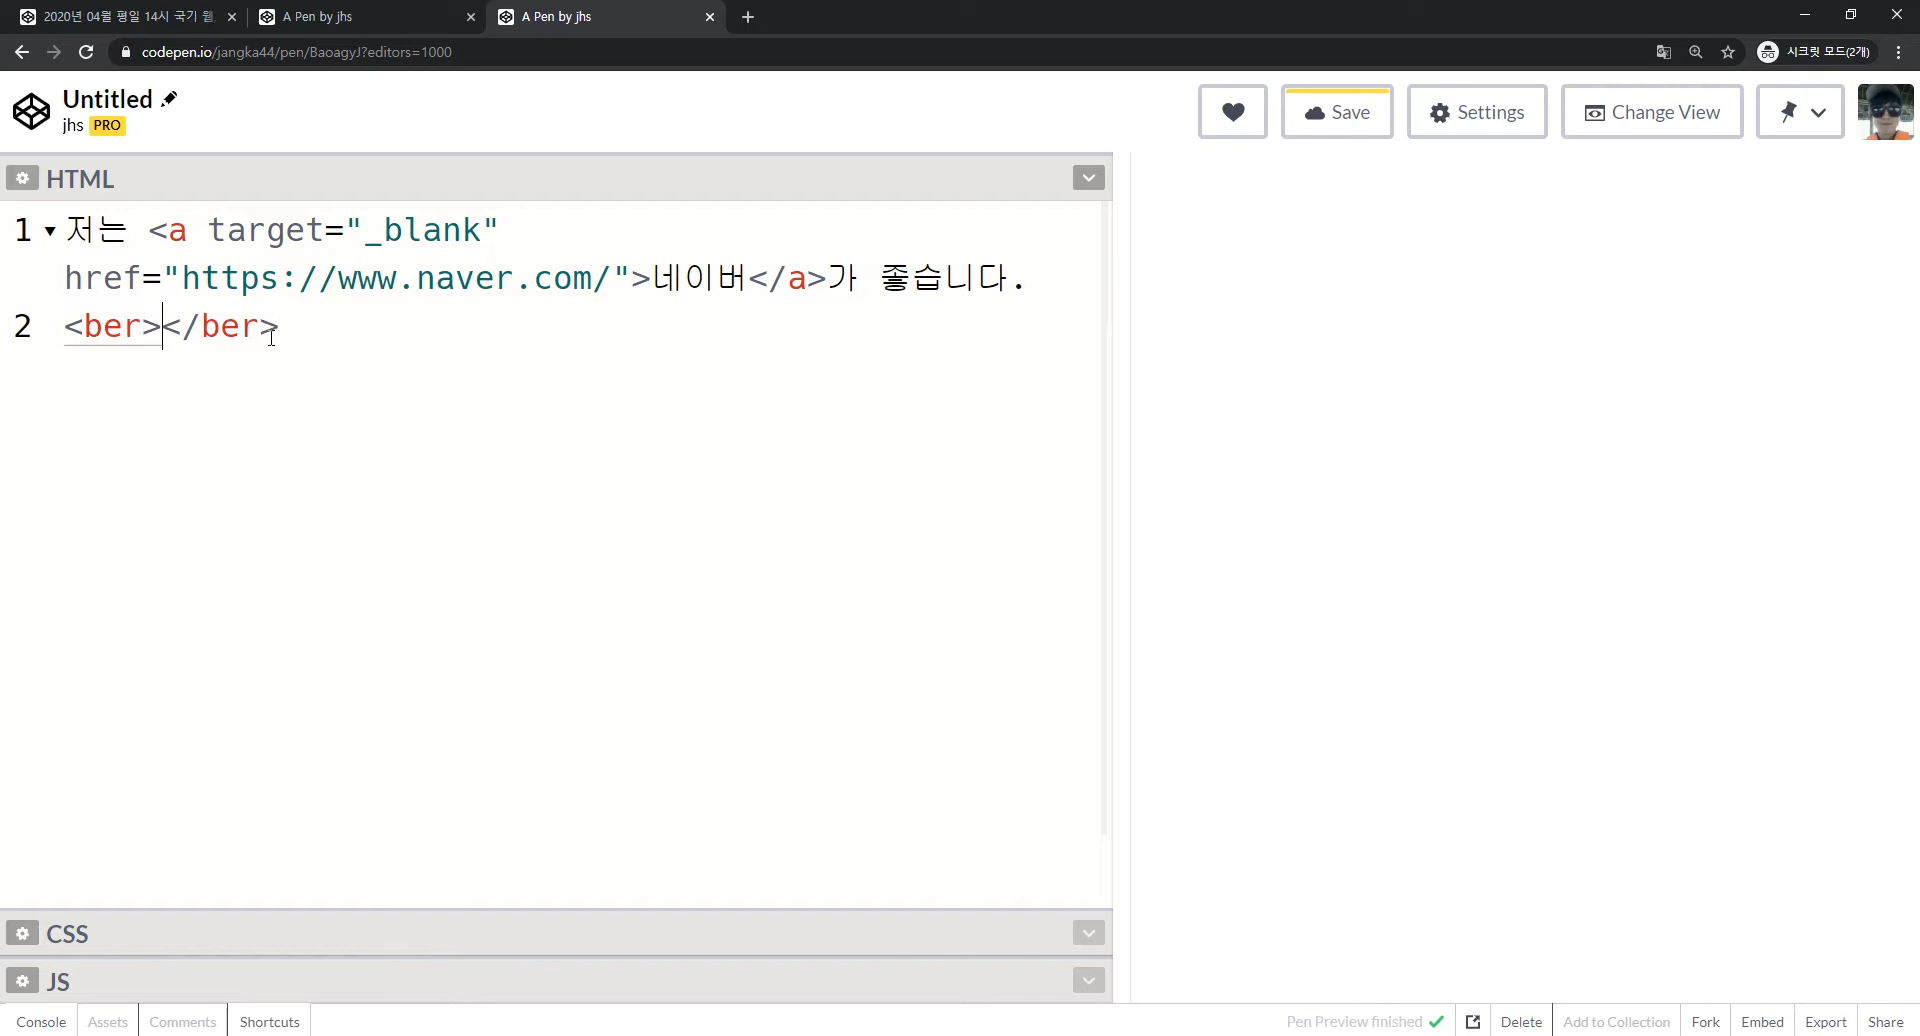 2020년 04월 평일 14시 국기 웹
A Pen by jhs
A Pen by jhs
codepen.io/jangka44/pen/BaoagyJ?editors=1000
시크릿 모드(2개)
Untitled
jhs PRO
Save
Settings
Change View
HTML
1 저는 <a target="_blank"
href="https://www.naver.com/">네이버</a>가 좋습니다.
2 <ber></ber>
CSS
JS
Console Assets Comments Shortcuts
Pen Preview finished Delete Add to Collection Fork Embed Export Share